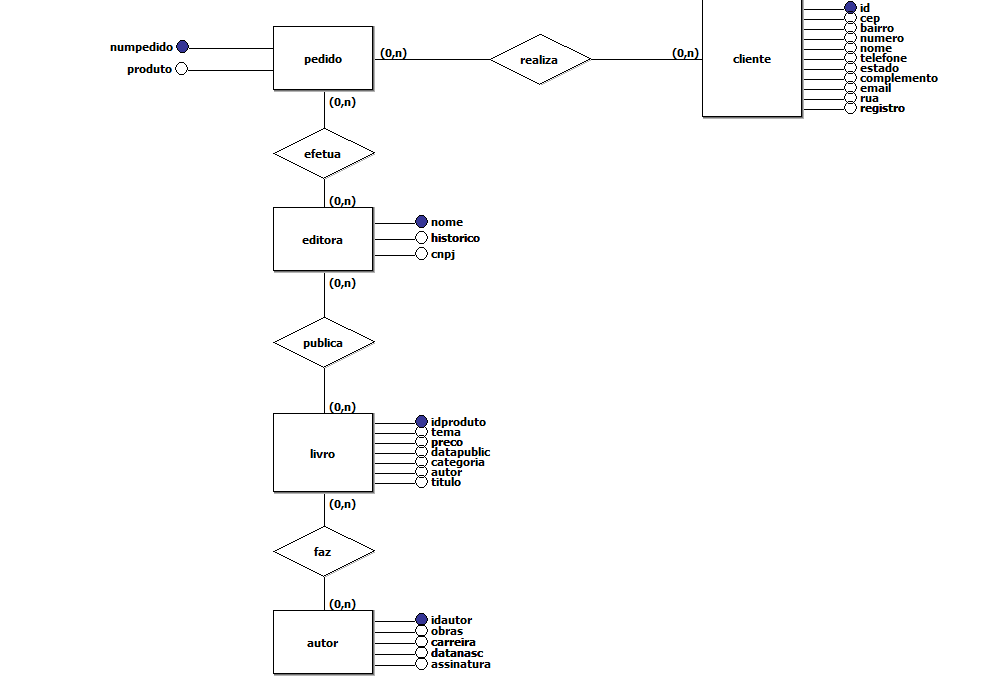 numpedido
produto
pedido
(0,n)
realiza
(0,n)
cliente
id
cep
bairro
numero
nome
telefone
estado
complemento
email
rua
registro
(0,n)
efetua
(0,n)
editora
nome
historico
cnpj
(0,n)
publica
(0,n)
livro
idproduto
tema
preco
datapublic
categoria
autor
titulo
(0,n)
faz
(0,n)
autor
idautor
obras
carreira
datanasc
assinatura